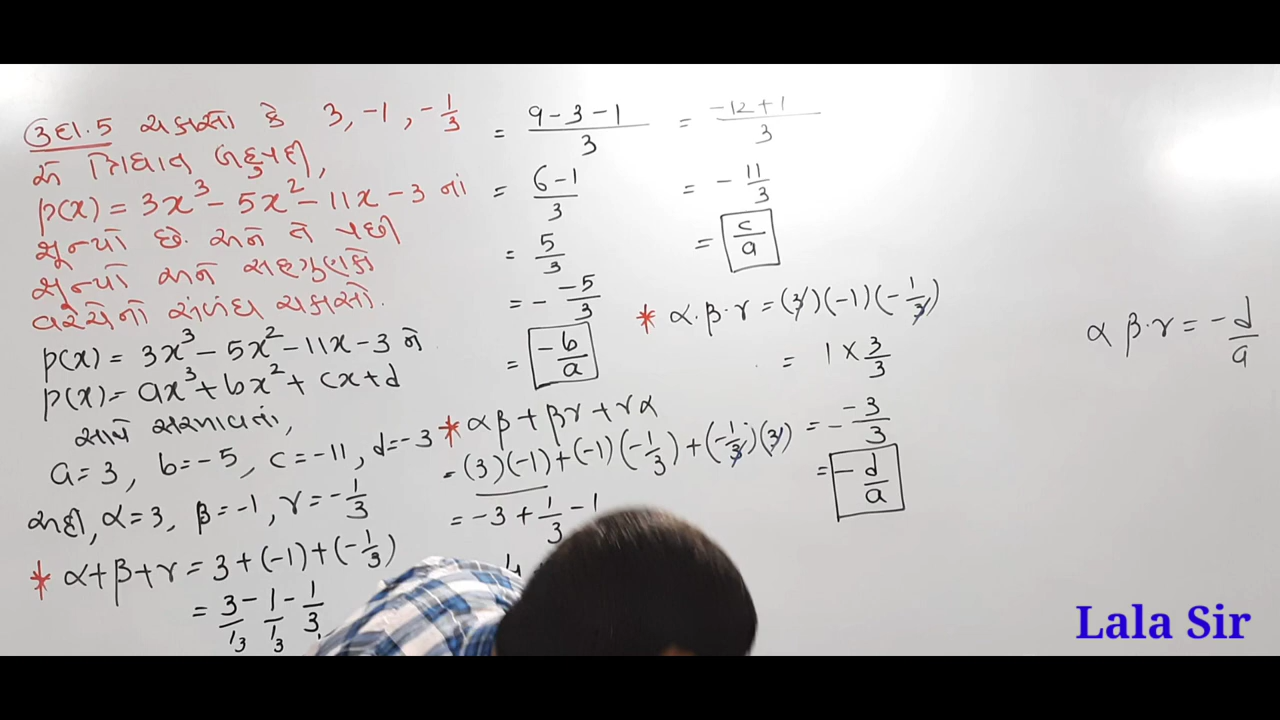 ઉદા.5 ચકાસો કે 3, -1, -1/3
એ ત્રિઘાત બહુપદી,
p(x) = 3x³ - 5x² - 11x - 3 નાં
શૂન્યો છે. અને તે પછી
શૂન્યો અને સહગુણકો
વચ્ચેનો સંબંધ ચકાસો.
p(x) = 3x³ - 5x² - 11x - 3 ને
p(x) = ax³ + bx² + cx + d
સાથે સરખાવતાં,
a = 3, b = -5, c = -11, d = -3
અહીં, α = 3, β = -1, γ = -1/3
* α + β + γ = 3 + (-1) + (-1/3)
= 3/1 - 1/1 - 1/3
3 3
= (9 - 3 - 1)/3
= (6 - 1)/3
= 5/3
= - -5/3
= -b/a
* αβ + βγ + γα
= (3)(-1) + (-1)(-1/3) + (-1/3)(3)
= -3 + 1/3 - 1
= (-12 + 1)/3
= -11/3
= c/a
* α·β·γ = (3)(-1)(-1/3)
= 1 × 3/3
= - -3/3
= -d/a
α β·γ = -d/a
Lala Sir